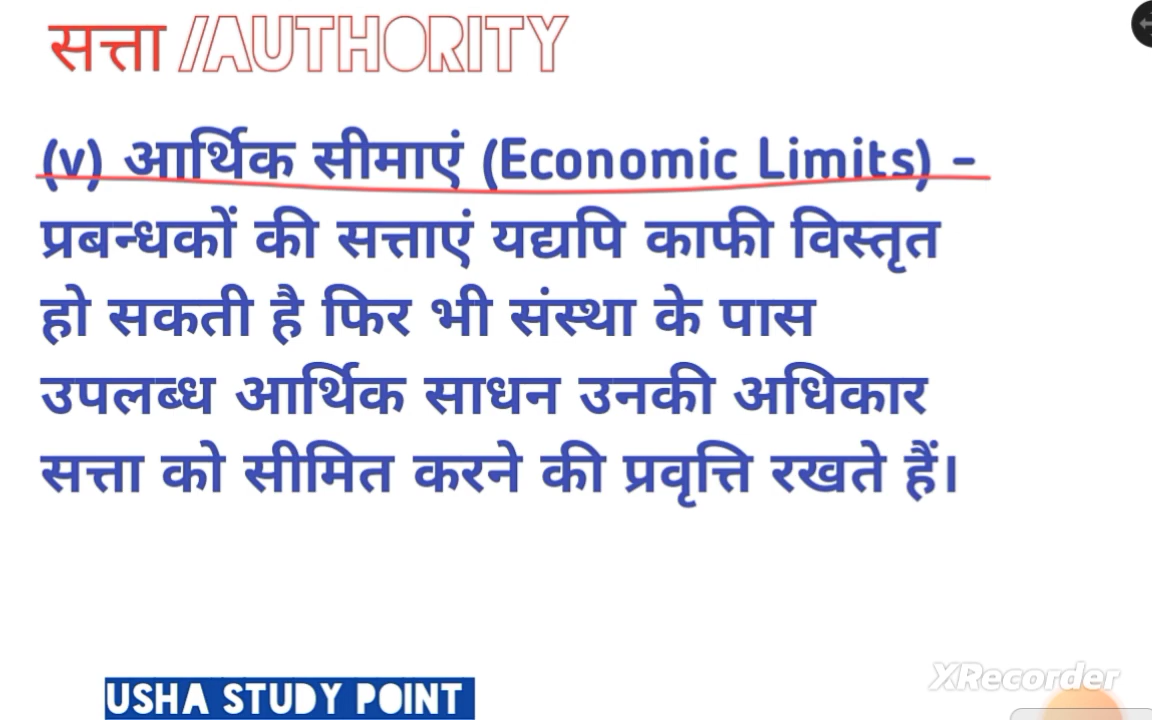 सत्ता //AUTHORITY
(v) आर्थिक सीमाएं (Economic Limits) –
प्रबन्धकों की सत्ताएं यद्यपि काफी विस्तृत
हो सकती है फिर भी संस्था के पास
उपलब्ध आर्थिक साधन उनकी अधिकार
सत्ता को सीमित करने की प्रवृत्ति रखते हैं।
XRecorder
USHA STUDY POINT